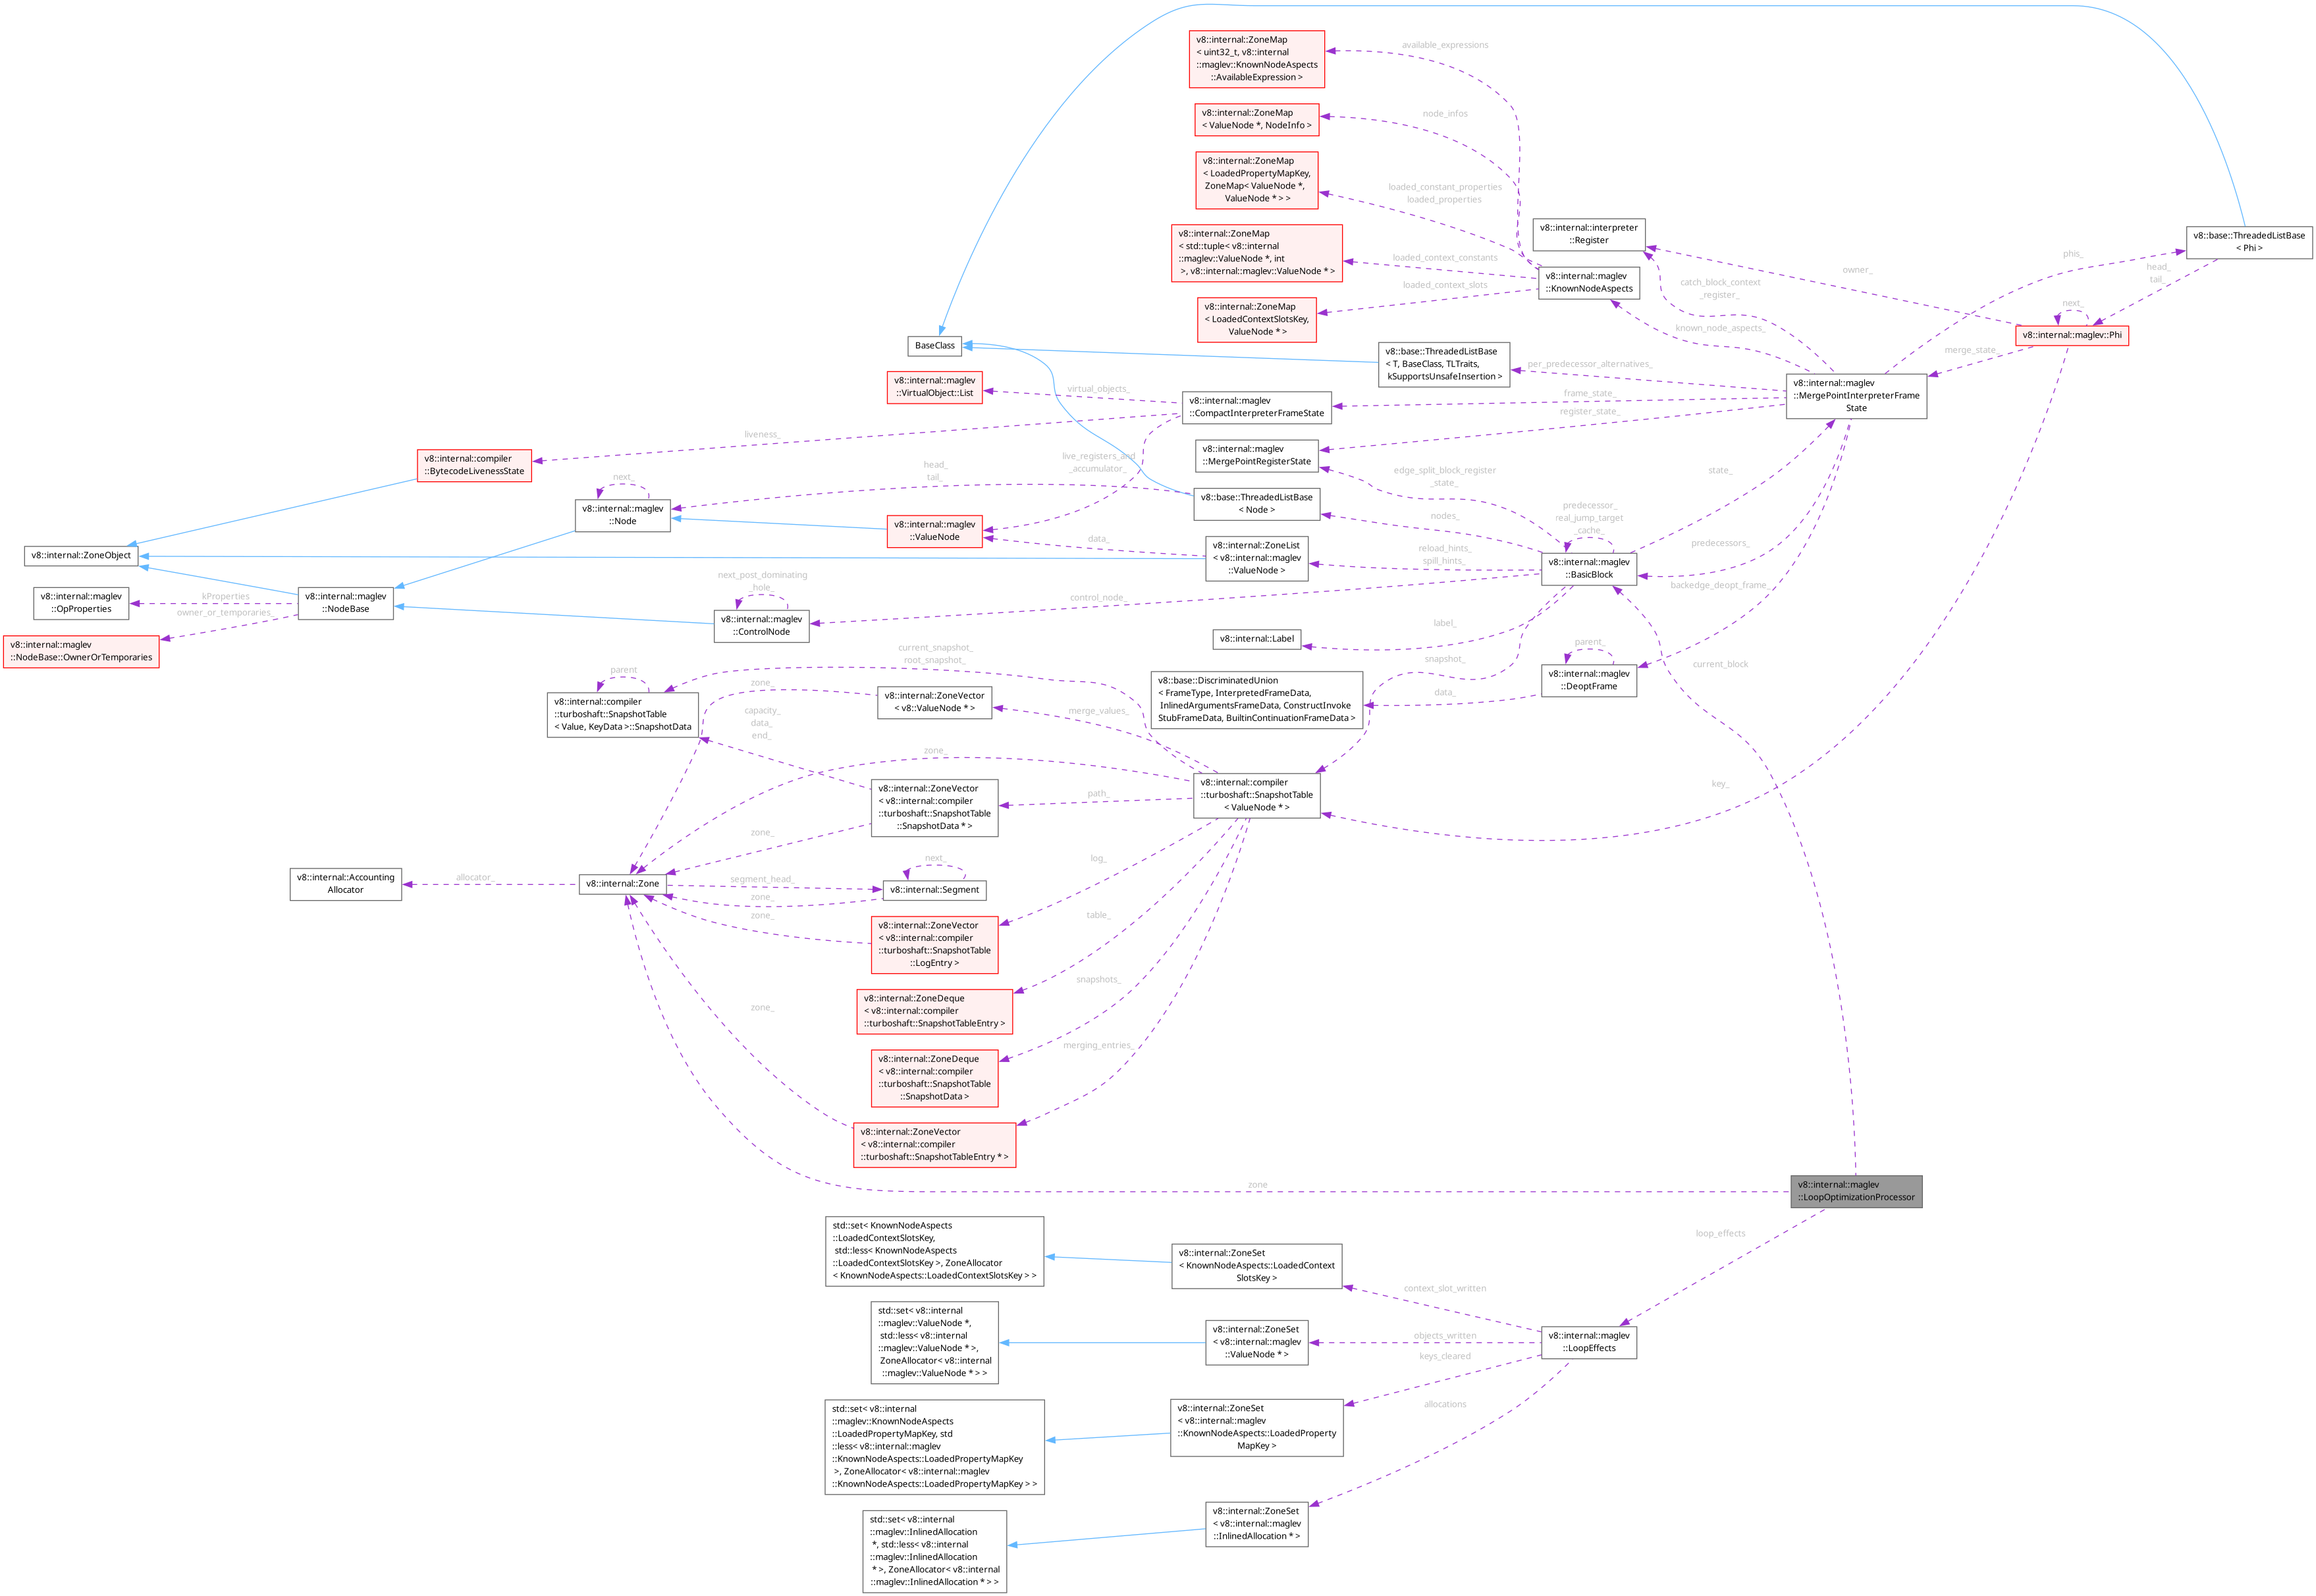 v8::internal::ZoneMap
< uint32_t, v8::internal
::maglev::KnownNodeAspects
::AvailableExpression >
available_expressions
v8::internal::ZoneMap
< ValueNode *, NodeInfo >
node_infos
v8::internal::ZoneMap
< LoadedPropertyMapKey,
ZoneMap< ValueNode *,
ValueNode * > >
loaded_constant_properties
loaded_properties
v8::internal::ZoneMap
< std::tuple< v8::internal
::maglev::ValueNode *, int
>, v8::internal::maglev::ValueNode * >
loaded_context_constants
v8::internal::ZoneMap
< LoadedContextSlotsKey,
ValueNode * >
loaded_context_slots
v8::internal::interpreter
::Register
v8::internal::maglev
::KnownNodeAspects
catch_block_context
_register_
known_node_aspects_
owner_
phis_
v8::base::ThreadedListBase
< Phi >
head_
tail_
next_
v8::internal::maglev::Phi
merge_state_
BaseClass
v8::base::ThreadedListBase
< T, BaseClass, TLTraits,
kSupportsUnsafeInsertion >
per_predecessor_alternatives_
v8::internal::maglev
::MergePointInterpreterFrame
State
v8::internal::maglev
::VirtualObject::List
virtual_objects_
v8::internal::maglev
::CompactInterpreterFrameState
frame_state_
register_state_
liveness_
v8::internal::compiler
::BytecodeLivenessState
live_registers_and
_accumulator_
v8::internal::maglev
::MergePointRegisterState
edge_split_block_register
_state_
state_
next_
v8::internal::maglev
::Node
head_
tail_
v8::base::ThreadedListBase
< Node >
nodes_
predecessor_
real_jump_target
_cache_
v8::internal::maglev
::ValueNode
data_
v8::internal::ZoneList
< v8::internal::maglev
::ValueNode >
reload_hints_
spill_hints_
v8::internal::maglev
::BasicBlock
predecessors_
backedge_deopt_frame_
v8::internal::ZoneObject
v8::internal::maglev
::OpProperties
kProperties
owner_or_temporaries_
v8::internal::maglev
::NodeBase
v8::internal::maglev
::NodeBase::OwnerOrTemporaries
next_post_dominating
_hole_
v8::internal::maglev
::ControlNode
control_node_
v8::internal::Label
label_
snapshot_
parent_
v8::internal::maglev
::DeoptFrame
current_block
data_
v8::base::DiscriminatedUnion
< FrameType, InterpretedFrameData,
InlinedArgumentsFrameData, ConstructInvoke
StubFrameData, BuiltinContinuationFrameData >
current_snapshot_
root_snapshot_
parent
v8::internal::compiler
::turboshaft::SnapshotTable
< Value, KeyData >::SnapshotData
zone_
v8::internal::ZoneVector
< v8::ValueNode * >
merge_values_
capacity_
data_
end_
zone_
v8::internal::ZoneVector
< v8::internal::compiler
::turboshaft::SnapshotTable
::SnapshotData * >
path_
v8::internal::compiler
::turboshaft::SnapshotTable
< ValueNode * >
key_
zone_
v8::internal::Accounting
Allocator
allocator_
v8::internal::Zone
segment_head_
zone_
next_
v8::internal::Segment
zone_
v8::internal::ZoneVector
< v8::internal::compiler
::turboshaft::SnapshotTable
::LogEntry >
log_
table_
v8::internal::ZoneDeque
< v8::internal::compiler
::turboshaft::SnapshotTableEntry >
snapshots_
v8::internal::ZoneDeque
< v8::internal::compiler
::turboshaft::SnapshotTable
::SnapshotData >
merging_entries_
zone_
v8::internal::ZoneVector
< v8::internal::compiler
::turboshaft::SnapshotTableEntry * >
zone
v8::internal::maglev
::LoopOptimizationProcessor
loop_effects
std::set< KnownNodeAspects
::LoadedContextSlotsKey,
std::less< KnownNodeAspects
::LoadedContextSlotsKey >, ZoneAllocator
< KnownNodeAspects::LoadedContextSlotsKey > >
v8::internal::ZoneSet
< KnownNodeAspects::LoadedContext
SlotsKey >
context_slot_written
std::set< v8::internal
::maglev::ValueNode *,
std::less< v8::internal
::maglev::ValueNode * >,
ZoneAllocator< v8::internal
::maglev::ValueNode * > >
v8::internal::ZoneSet
< v8::internal::maglev
::ValueNode * >
objects_written
keys_cleared
v8::internal::maglev
::LoopEffects
std::set< v8::internal
::maglev::KnownNodeAspects
::LoadedPropertyMapKey, std
::less< v8::internal::maglev
::KnownNodeAspects::LoadedPropertyMapKey
>, ZoneAllocator< v8::internal::maglev
::KnownNodeAspects::LoadedPropertyMapKey > >
v8::internal::ZoneSet
< v8::internal::maglev
::KnownNodeAspects::LoadedProperty
MapKey >
allocations
std::set< v8::internal
::maglev::InlinedAllocation
*, std::less< v8::internal
::maglev::InlinedAllocation
* >, ZoneAllocator< v8::internal
::maglev::InlinedAllocation * > >
v8::internal::ZoneSet
< v8::internal::maglev
::InlinedAllocation * >